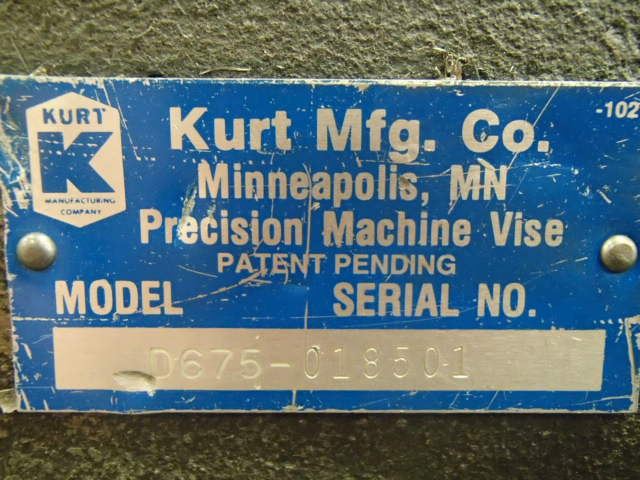 KURT
K
MANUFACTURING
COMPANY
-102
Kurt Mfg. Co.
Minneapolis, MN
Precision Machine Vise
PATENT PENDING
MODEL SERIAL NO.
D675-018501